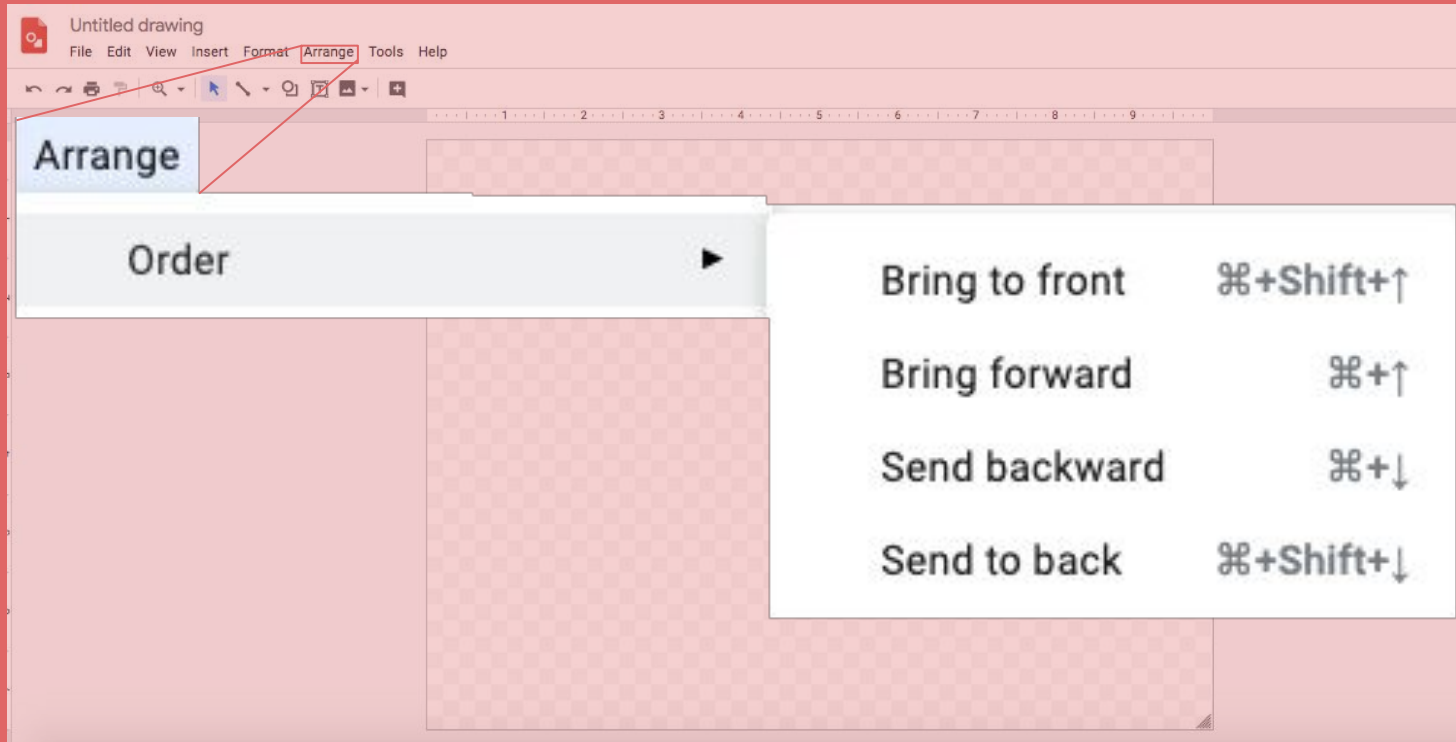 Untitled drawing
File Edit View Insert Format Arrange Tools Help
1 2 3 4 5 6 7 8 9
Arrange
Order ►
Bring to front ⌘+Shift+↑
Bring forward ⌘+↑
Send backward ⌘+↓
Send to back ⌘+Shift+↓